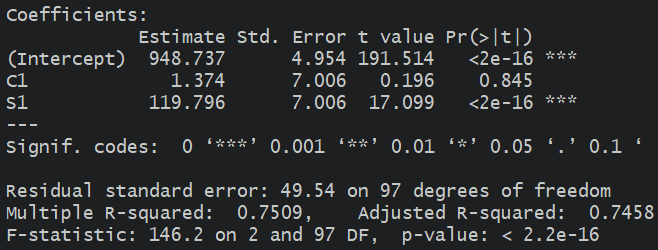 Coefficients:
            Estimate Std. Error t value Pr(>|t|)
(Intercept)  948.737      4.954 191.514   <2e-16 ***
C1             1.374      7.006   0.196    0.845
S1           119.796      7.006  17.099   <2e-16 ***
---
Signif. codes:  0 ‘***’ 0.001 ‘**’ 0.01 ‘*’ 0.05 ‘.’ 0.1 ‘

Residual standard error: 49.54 on 97 degrees of freedom
Multiple R-squared:  0.7509,    Adjusted R-squared:  0.7458
F-statistic: 146.2 on 2 and 97 DF,  p-value: < 2.2e-16